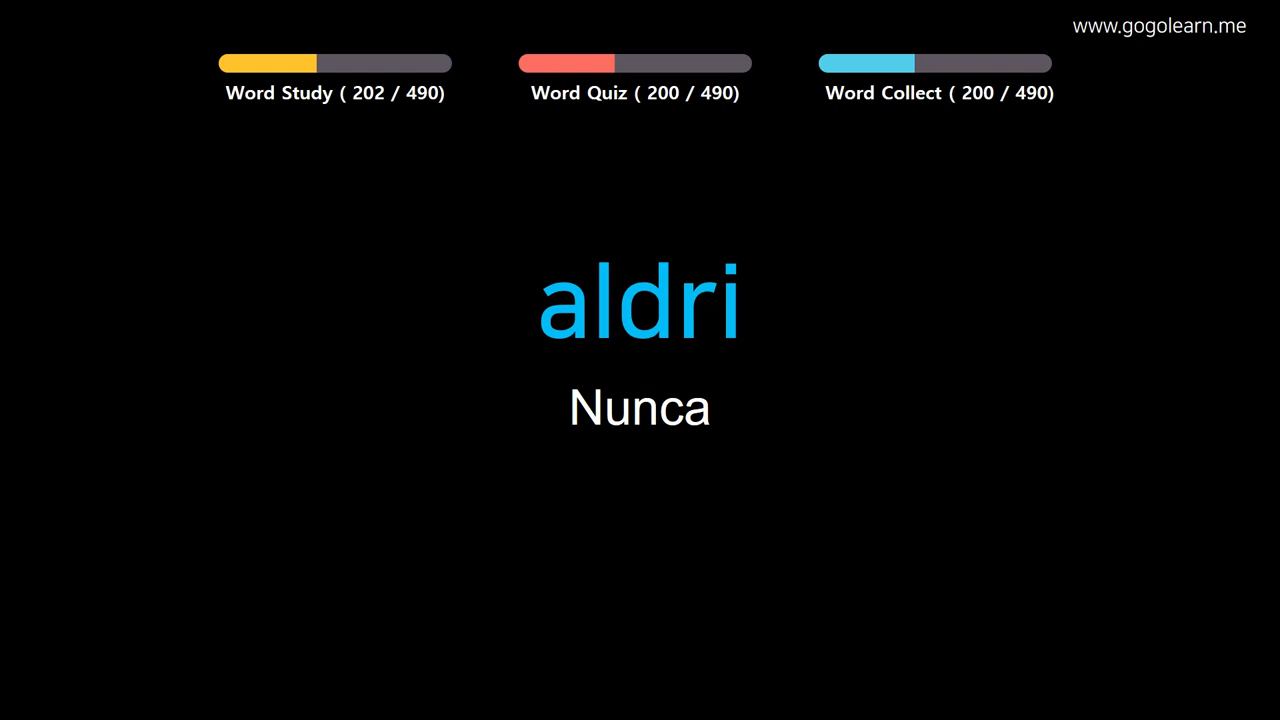 www.gogolearn.me
Word Study ( 202 / 490)
Word Quiz ( 200 / 490)
Word Collect ( 200 / 490)
aldri
Nunca